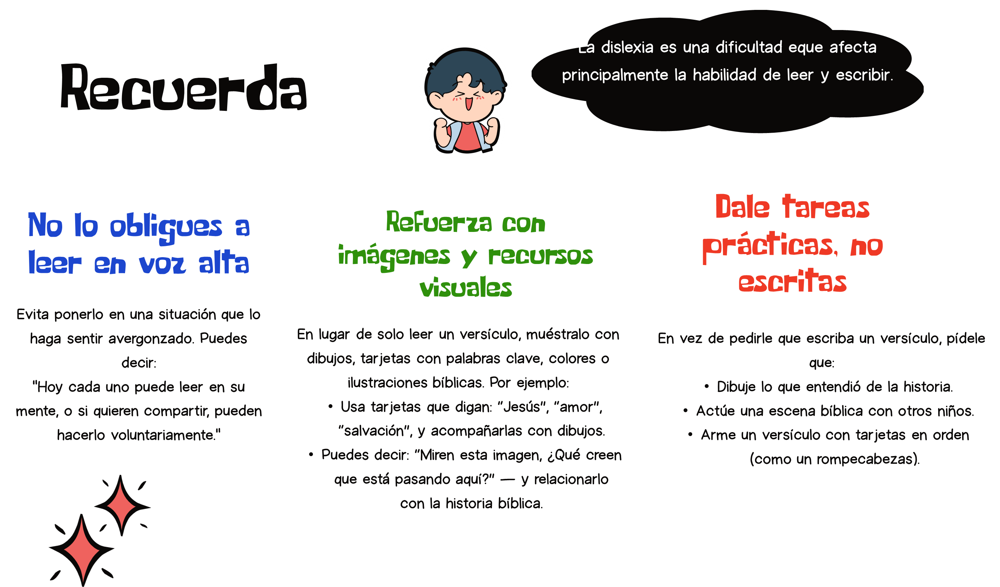 Recuerda
La dislexia es una dificultad eque afecta
principalmente la habilidad de leer y escribir.
No lo obligues a
leer en voz alta
Evita ponerlo en una situación que lo
haga sentir avergonzado. Puedes
decir:
"Hoy cada uno puede leer en su
mente, o si quieren compartir, pueden
hacerlo voluntariamente."
Refuerza con
imágenes y recursos
visuales
En lugar de solo leer un versículo, muéstralo con
dibujos, tarjetas con palabras clave, colores o
ilustraciones bíblicas. Por ejemplo:
• Usa tarjetas que digan: “Jesús”, “amor”,
“salvación”, y acompañarlas con dibujos.
• Puedes decir: “Miren esta imagen, ¿Qué creen
que está pasando aquí?” — y relacionarlo
con la historia bíblica.
Dale tareas
prácticas, no
escritas
En vez de pedirle que escriba un versículo, pídele
que:
• Dibuje lo que entendió de la historia.
• Actúe una escena bíblica con otros niños.
• Arme un versículo con tarjetas en orden
(como un rompecabezas).